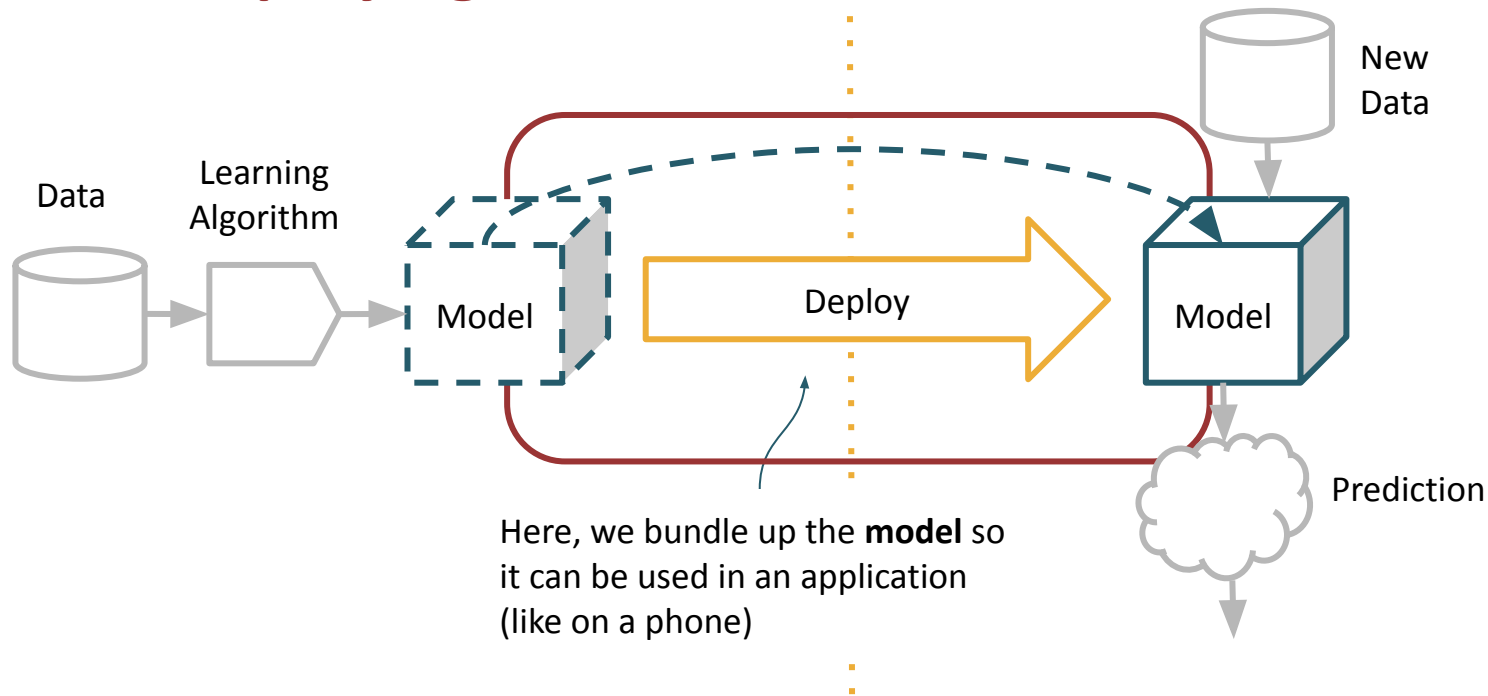 New
Data
Learning
Algorithm
Data
Model
Deploy
Model
Prediction
Here, we bundle up the model so
it can be used in an application
(like on a phone)